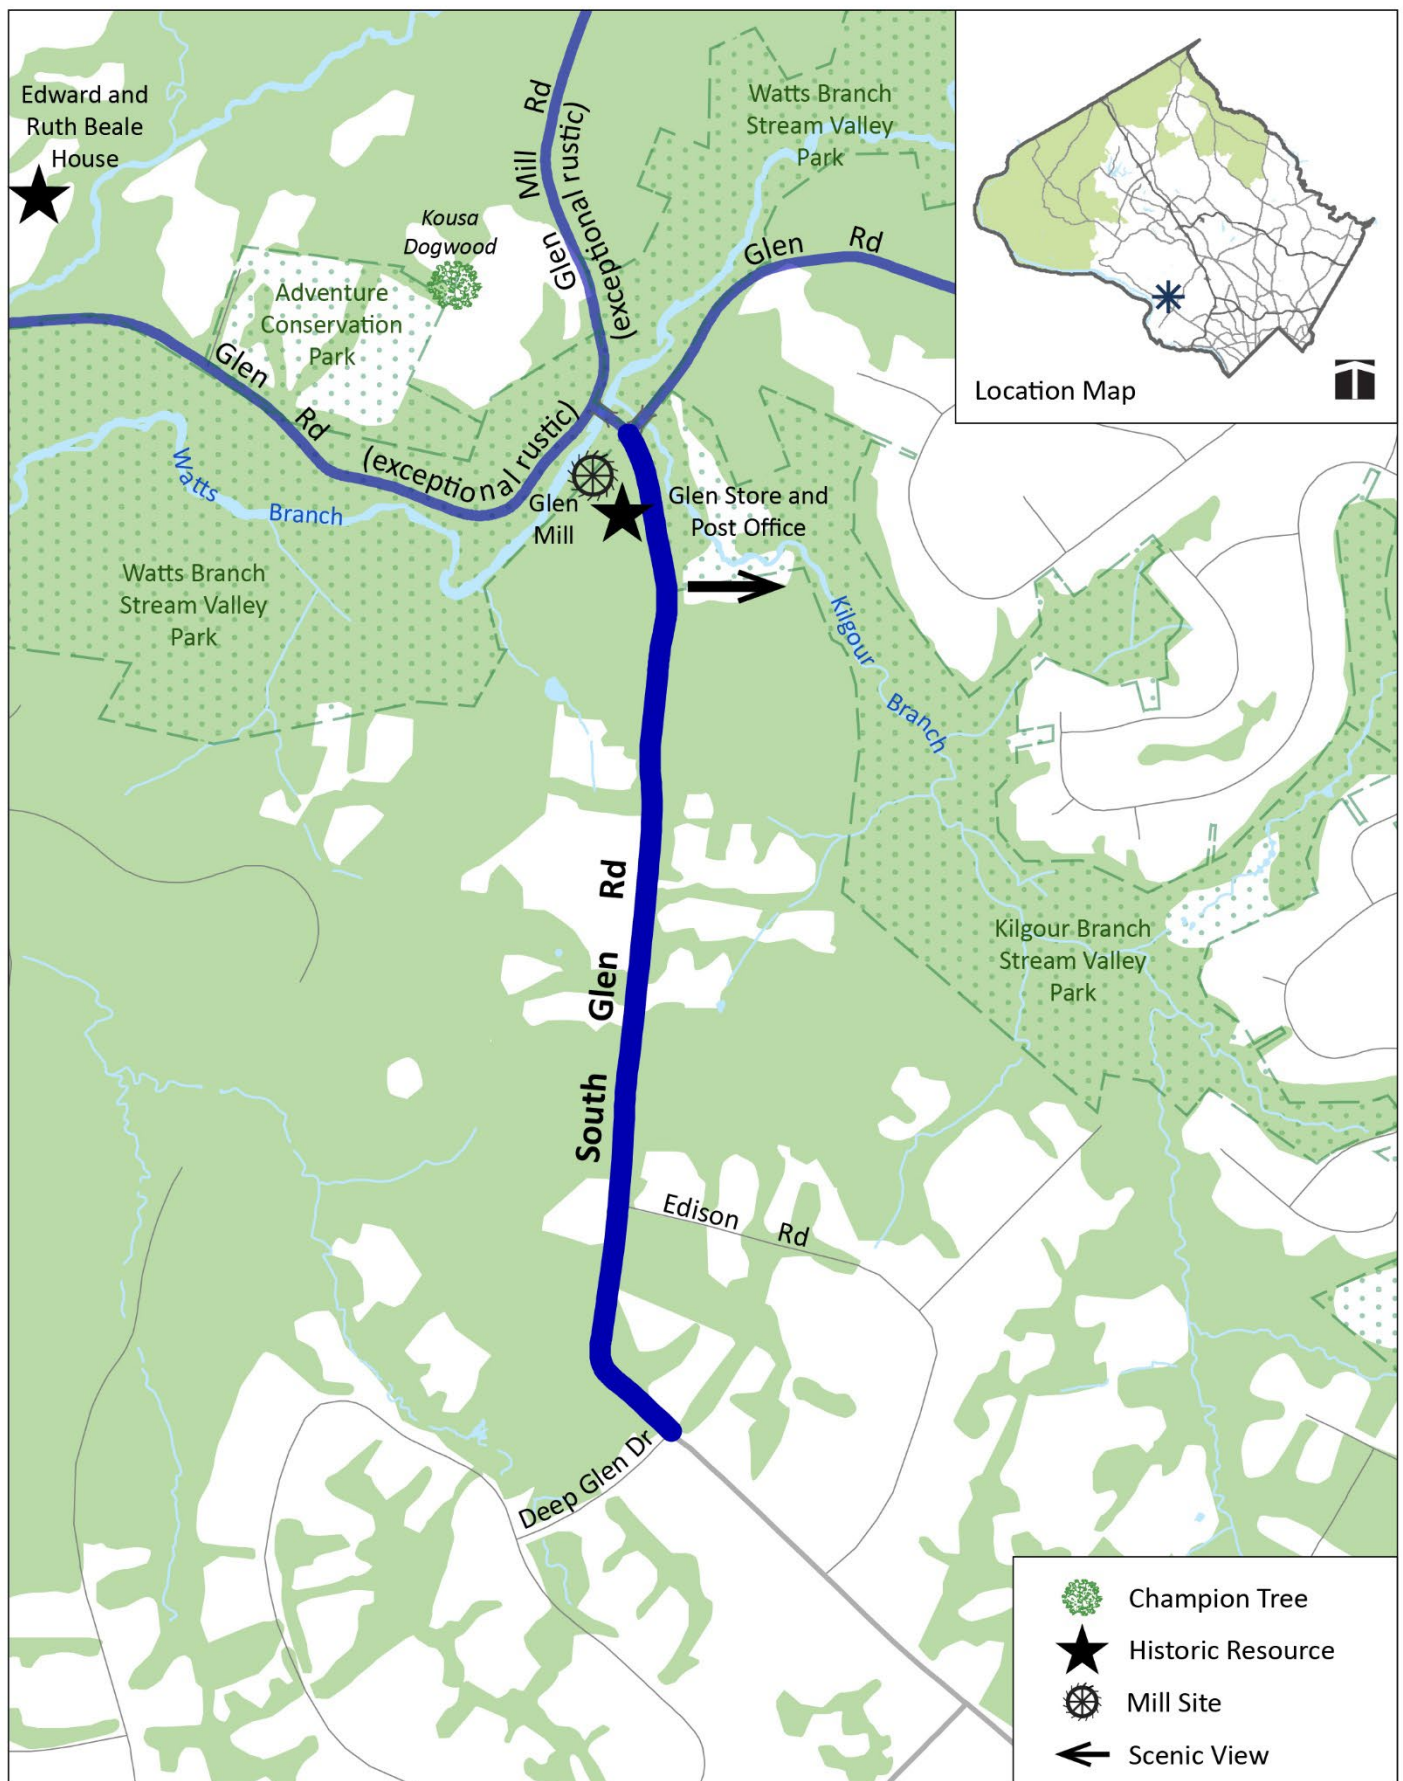 Edward and
Ruth Beale
House
Kousa
Dogwood
Glen Mill Rd
(exceptional rustic)
Watts Branch
Stream Valley
Park
Glen Rd
Location Map
Adventure
Conservation
Park
Glen Rd (exceptional rustic)
Watts Branch
Glen
Mill
Glen Store and
Post Office
Watts Branch
Stream Valley
Park
Kilgour Branch
South Glen Rd
Kilgour Branch
Stream Valley
Park
Edison Rd
Deep Glen Dr
Champion Tree
Historic Resource
Mill Site
Scenic View